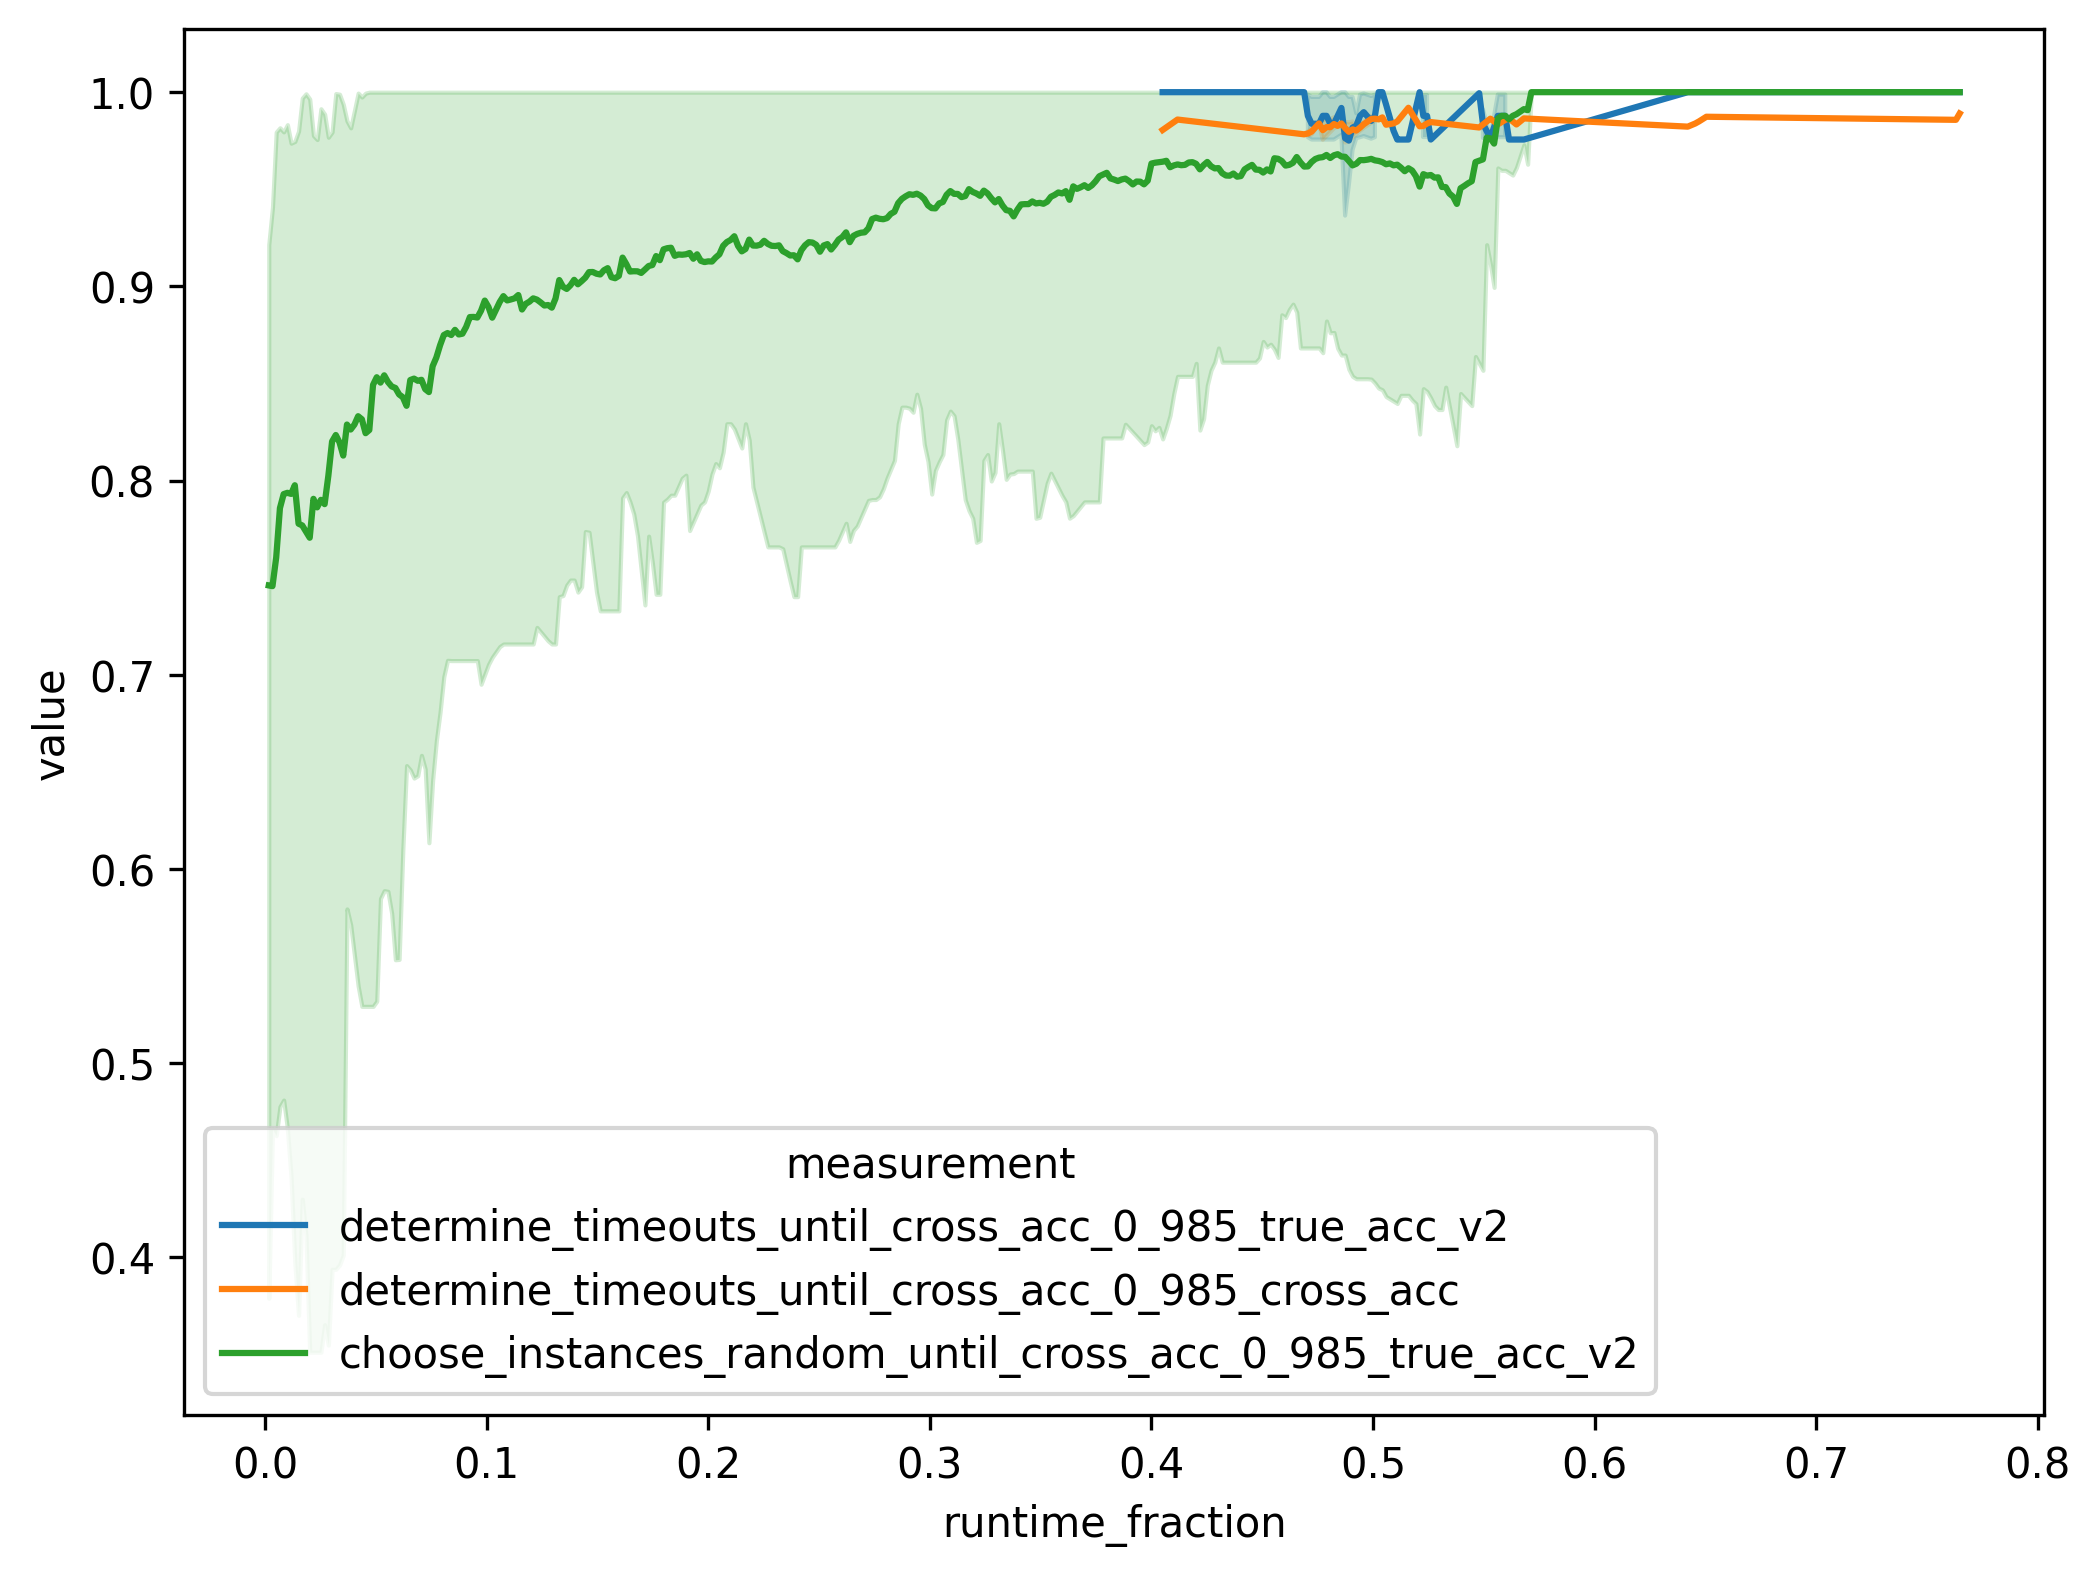 1.0
0.9
0.8
0.7
0.6
0.5
0.4
value
measurement
determine_timeouts_until_cross_acc_0_985_true_acc_v2
determine_timeouts_until_cross_acc_0_985_cross_acc
choose_instances_random_until_cross_acc_0_985_true_acc_v2
0.0 0.1 0.2 0.3 0.4 0.5 0.6 0.7 0.8
runtime_fraction